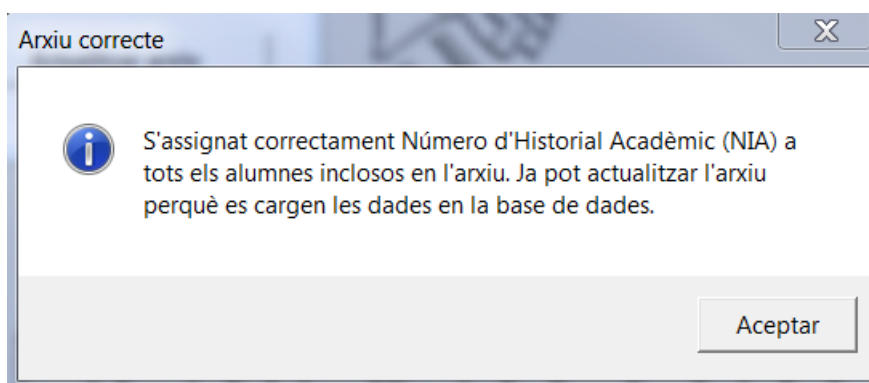 Arxiu correcte
S'assignat correctament Número d'Historial Acadèmic (NIA) a
tots els alumnes inclosos en l'arxiu. Ja pot actualitzar l'arxiu
perquè es cargen les dades en la base de dades.
Aceptar